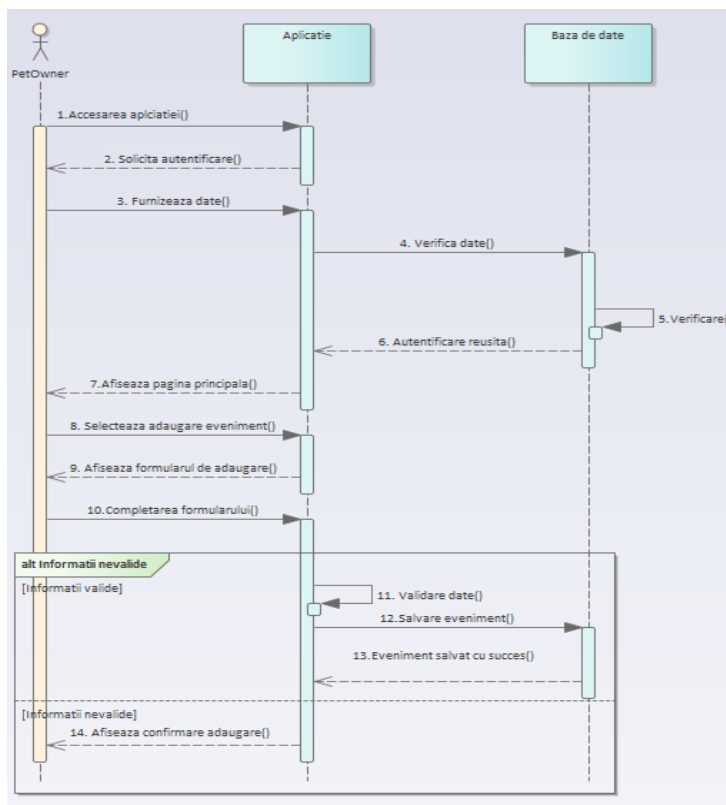 Aplicatie
Baza de date
PetOwner
1.Accesarea aplciatiei()
2. Solicita autentificare()
3. Furnizeaza date()
4. Verifica date()
5.Verificare(
6. Autentificare reusita()
7.Afiseaza pagina principala()
8. Selecteaza adaugare eveniment()
9. Afiseaza formularul de adaugare()
10.Completarea formularului()
alt Informatii nevalide
[Informatii valide]
11. Validare date()
12.Salvare eveniment()
13.Eveniment salvat cu succes()
[Informatii nevalide]
14. Afiseaza confirmare adaugare()